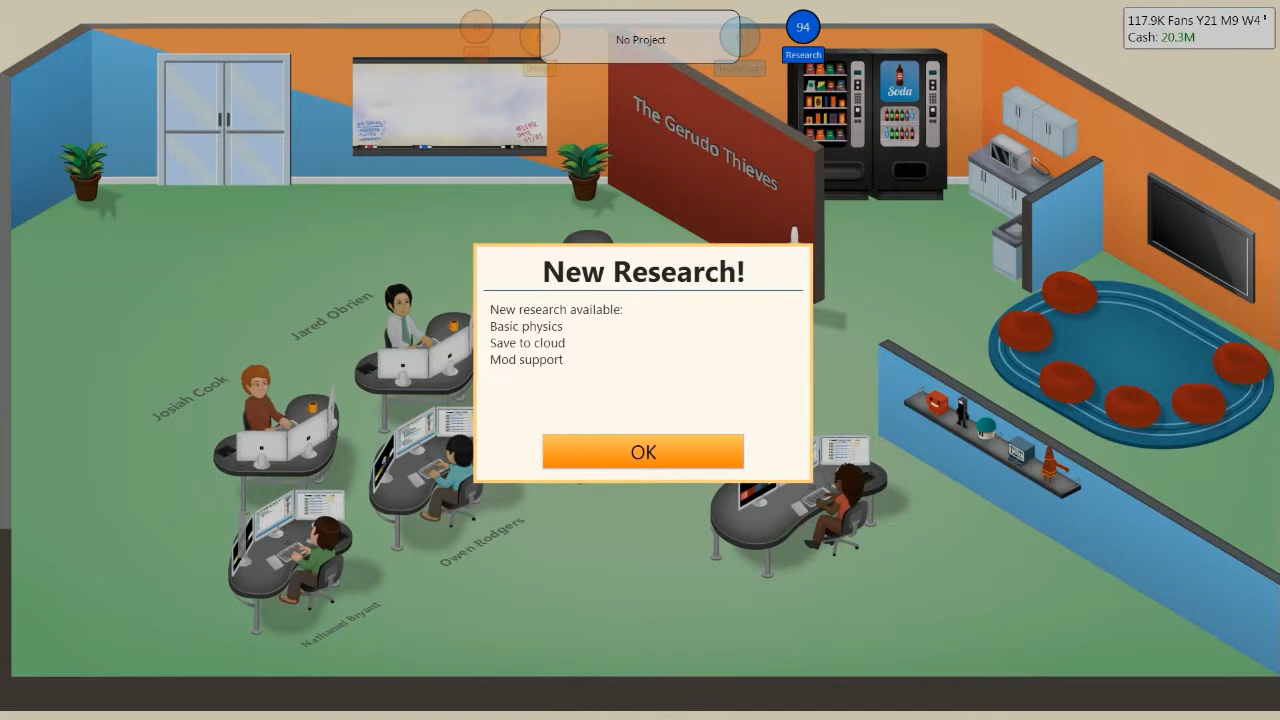 No Project
94
Research
117.9K Fans Y21 M9 W4
Cash: 20.3M
Soda
The Gerudo Thieves
RELEASE
DATE
New Research!
New research available:
Basic physics
Save to cloud
Mod support
OK
Jared Obrien
Josiah Cook
Owen Rodgers
Nathaniel Bryant